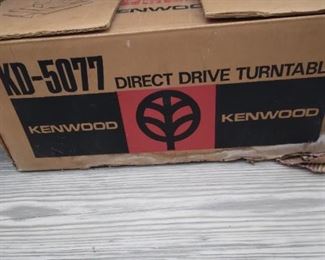 KENWOOD
KD-5077 DIRECT DRIVE TURNTABL
KENWOOD KENWOOD